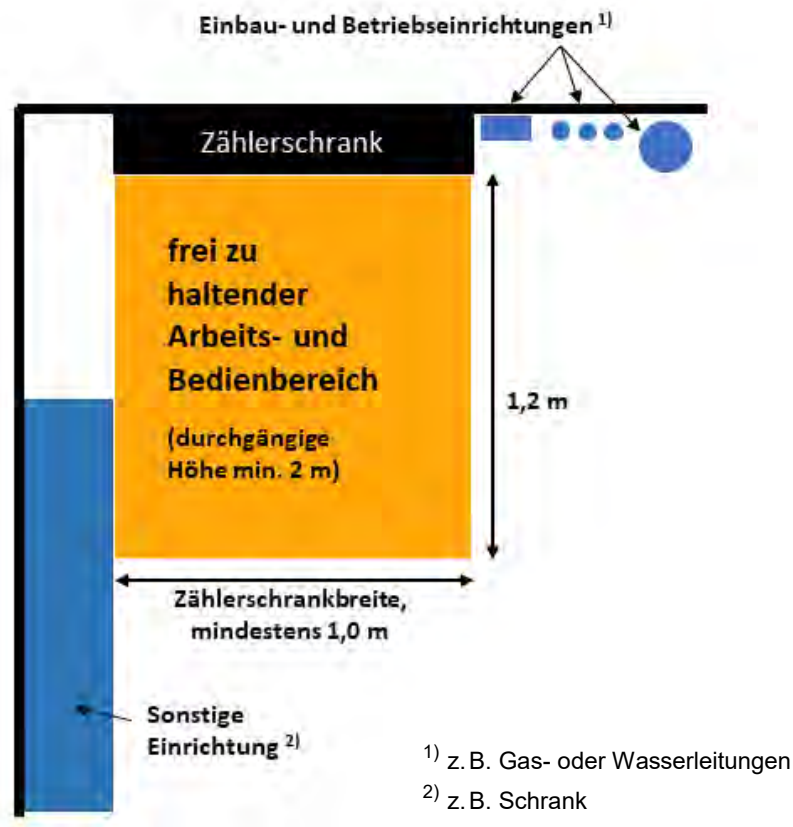 Einbau- und Betriebseinrichtungen ¹⁾
Zählerschrank
frei zu
haltender
Arbeits- und
Bedienbereich
(durchgängige
Höhe min. 2 m)
1,2 m
Zählerschrankbreite,
mindestens 1,0 m
Sonstige
Einrichtung ²⁾
¹⁾ z.B. Gas- oder Wasserleitungen
²⁾ z.B. Schrank